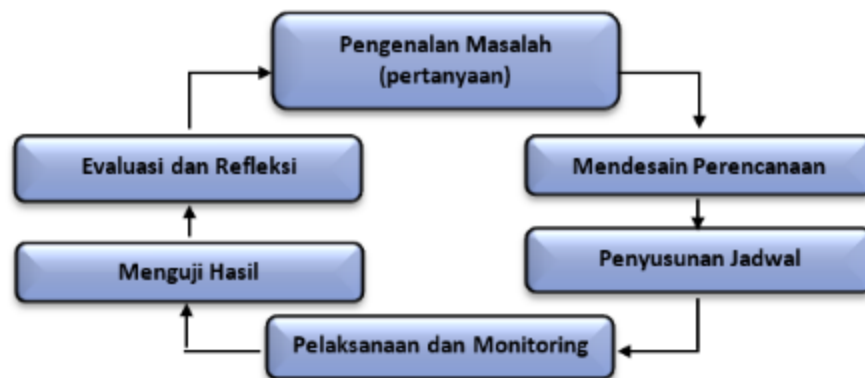 Pengenalan Masalah
(pertanyaan)
Mendesain Perencanaan
Penyusunan Jadwal
Pelaksanaan dan Monitoring
Menguji Hasil
Evaluasi dan Refleksi